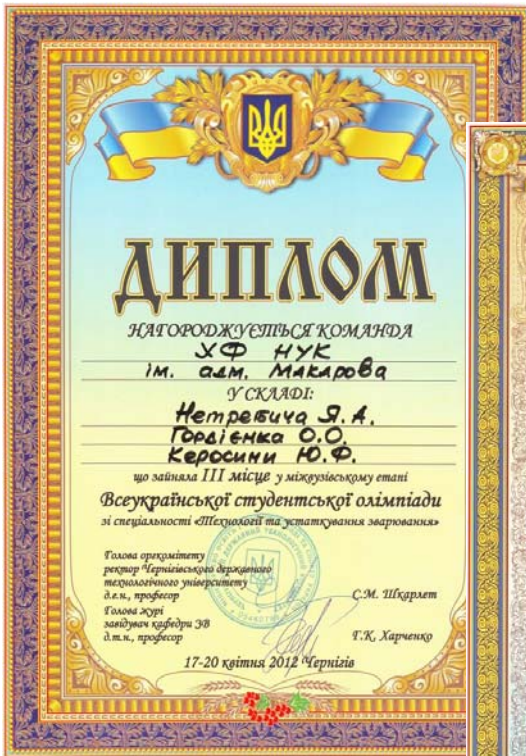 ДИПЛОМ
НАГОРОДЖУЄТЬСЯ КОМАНДА
ХФ НУК
ім. адм. Макарова
У СКЛАДІ:
Нетребича Я.А.
Гордієнка О.О.
Керосини Ю.Ф.
що зайняла III місце у міжвузівському етапі
Всеукраїнської студентської олімпіади
зі спеціальності «Технології та устаткування зварювання»
Голова оргкомітету
ректор Чернігівського державного
технологічного університету
д.е.н., професор С.М. Шкарлет
Голова журі
завідувач кафедри ЗВ
д.т.н., професор Г.К. Харченко
17-20 квітня 2012 Чернігів